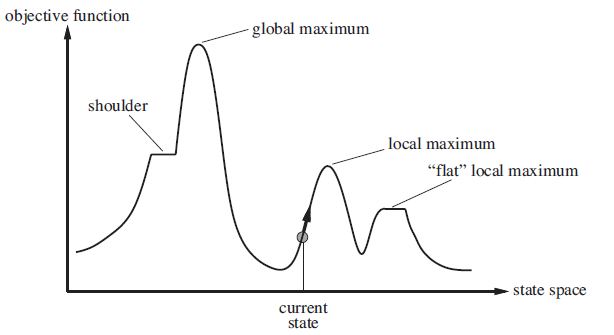 objective function
global maximum
shoulder
local maximum
“flat” local maximum
state space
current
state